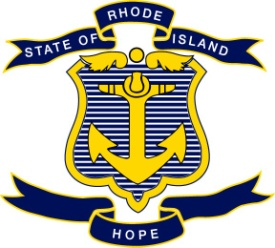 STATE OF RHODE ISLAND
HOPE